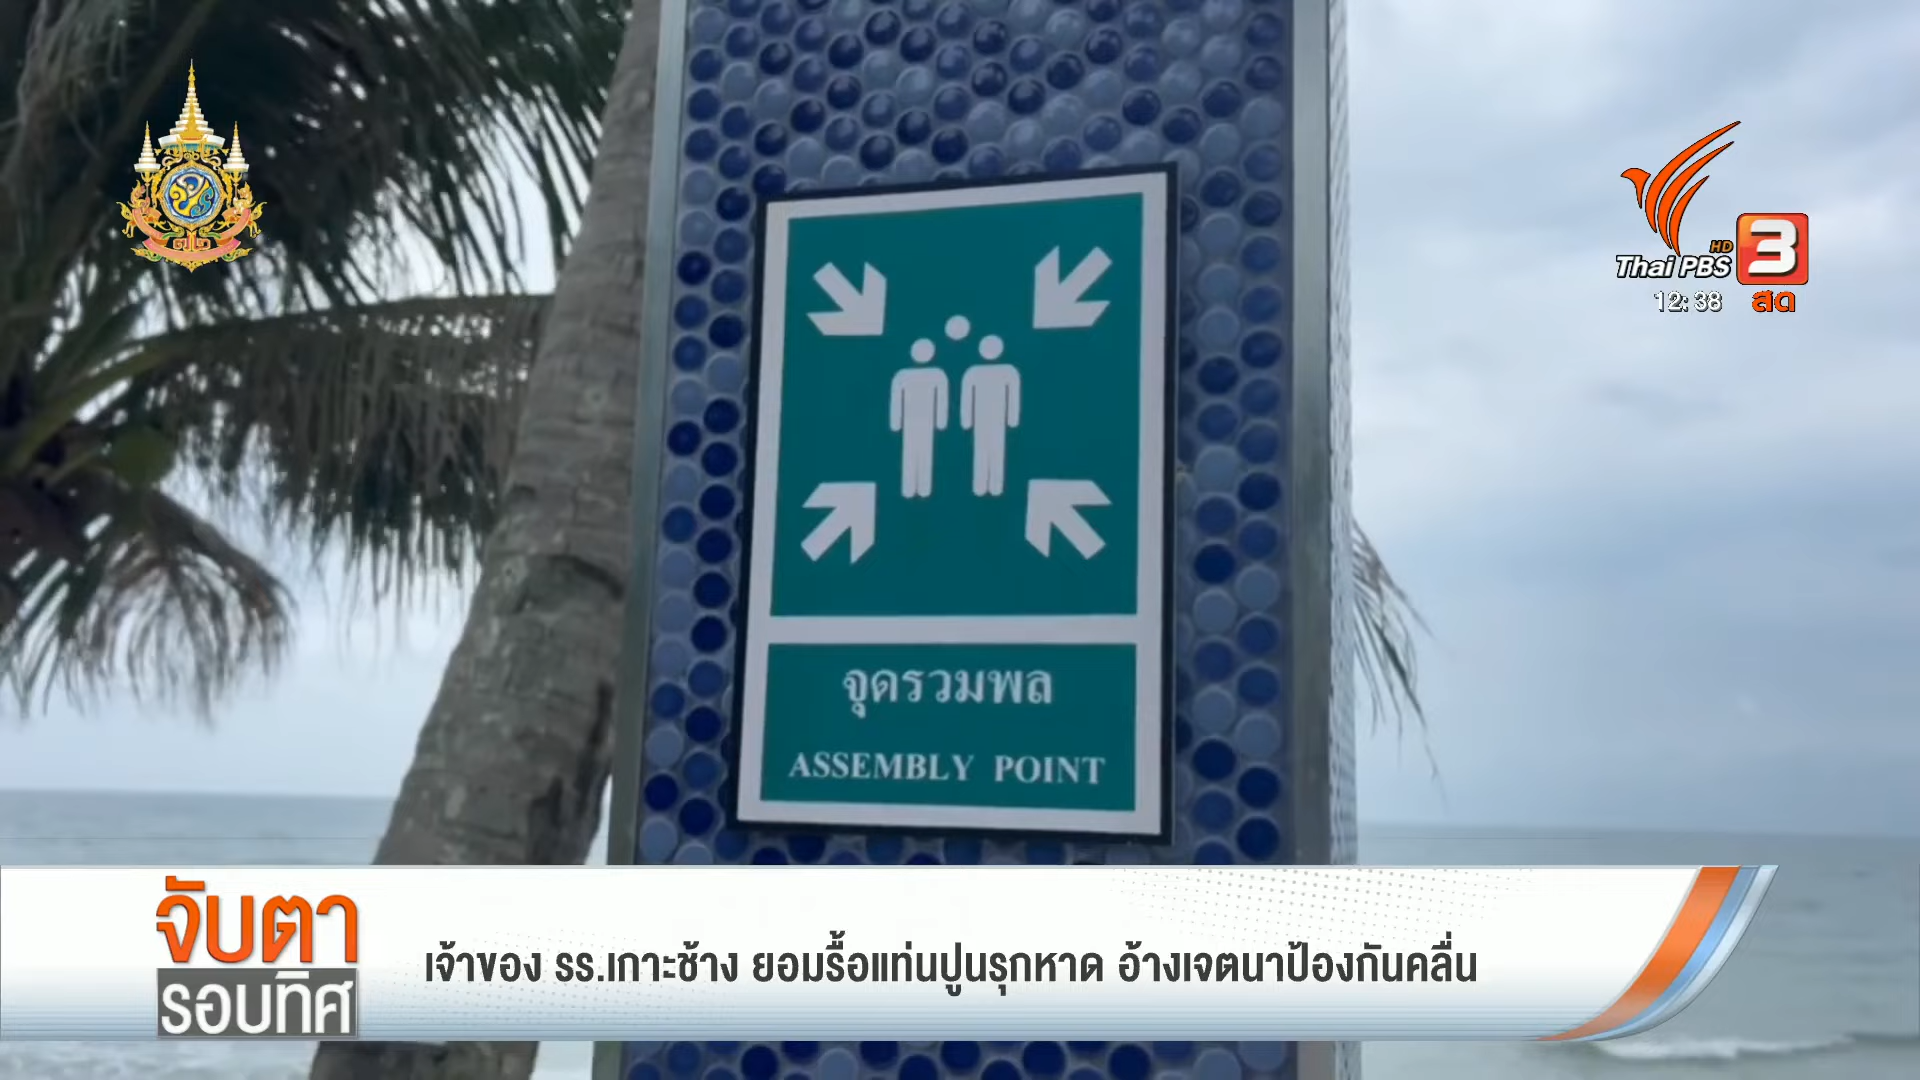 ๗๒
HD
Thai PBS 3
12:38 สด
จุดรวมพล
ASSEMBLY POINT
จับตา
รอบทิศ
เจ้าของ รร.เกาะช้าง ยอมรื้อแท่นปูนรุกหาด อ้างเจตนาป้องกันคลื่น